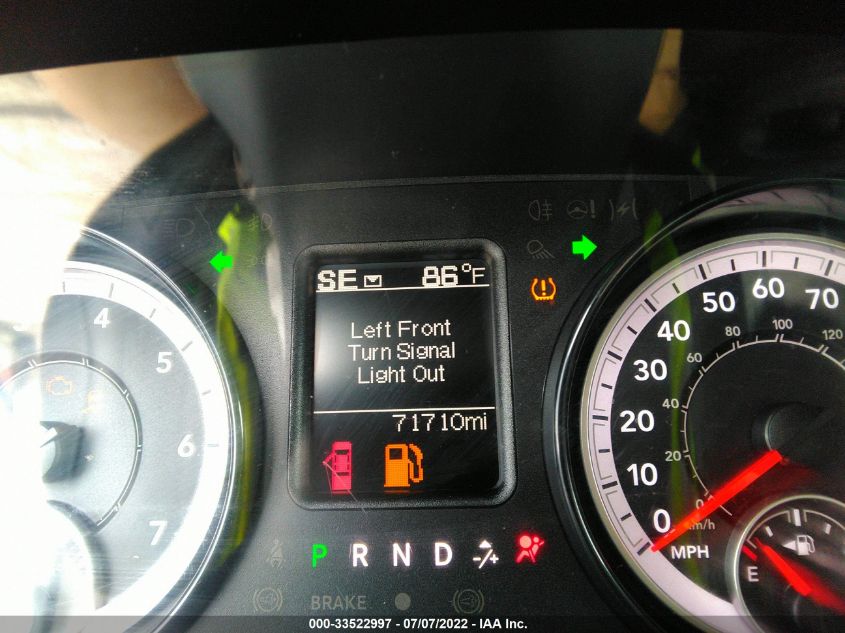 SE 86°F
Left Front
Turn Signal
Light Out
71710mi
4
5
6
7
P R N D -/+
BRAKE
0 10 20 30 40 50 60 70
20 40 60 80 100 120
km/h
MPH
E
000-33522997 - 07/07/2022 - IAA Inc.